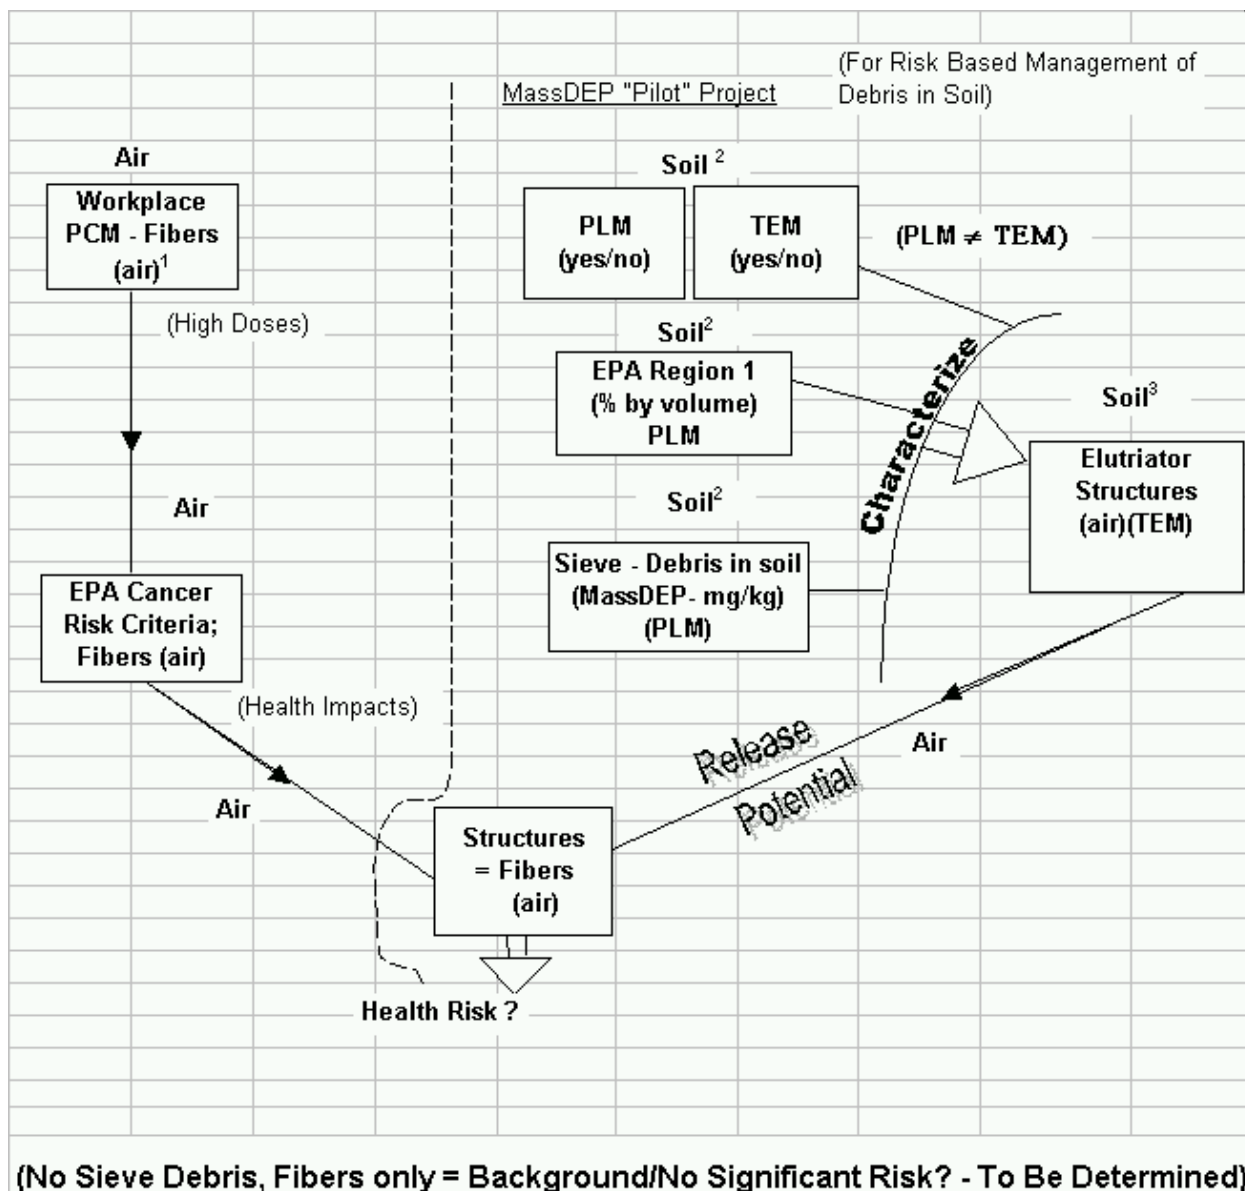 MassDEP "Pilot" Project
(For Risk Based Management of
Debris in Soil)
Air
Workplace
PCM - Fibers
(air)1
(High Doses)
Air
EPA Cancer
Risk Criteria;
Fibers (air)
(Health Impacts)
Air
Soil 2
PLM
(yes/no)
TEM
(yes/no)
(PLM ≠ TEM)
Soil2
EPA Region 1
(% by volume)
PLM
Characterize
Soil3
Elutriator
Structures
(air)(TEM)
Soil2
Sieve - Debris in soil
(MassDEP- mg/kg)
(PLM)
Release
Potential
Air
Structures
= Fibers
(air)
Health Risk ?
(No Sieve Debris, Fibers only = Background/No Significant Risk? - To Be Determined)